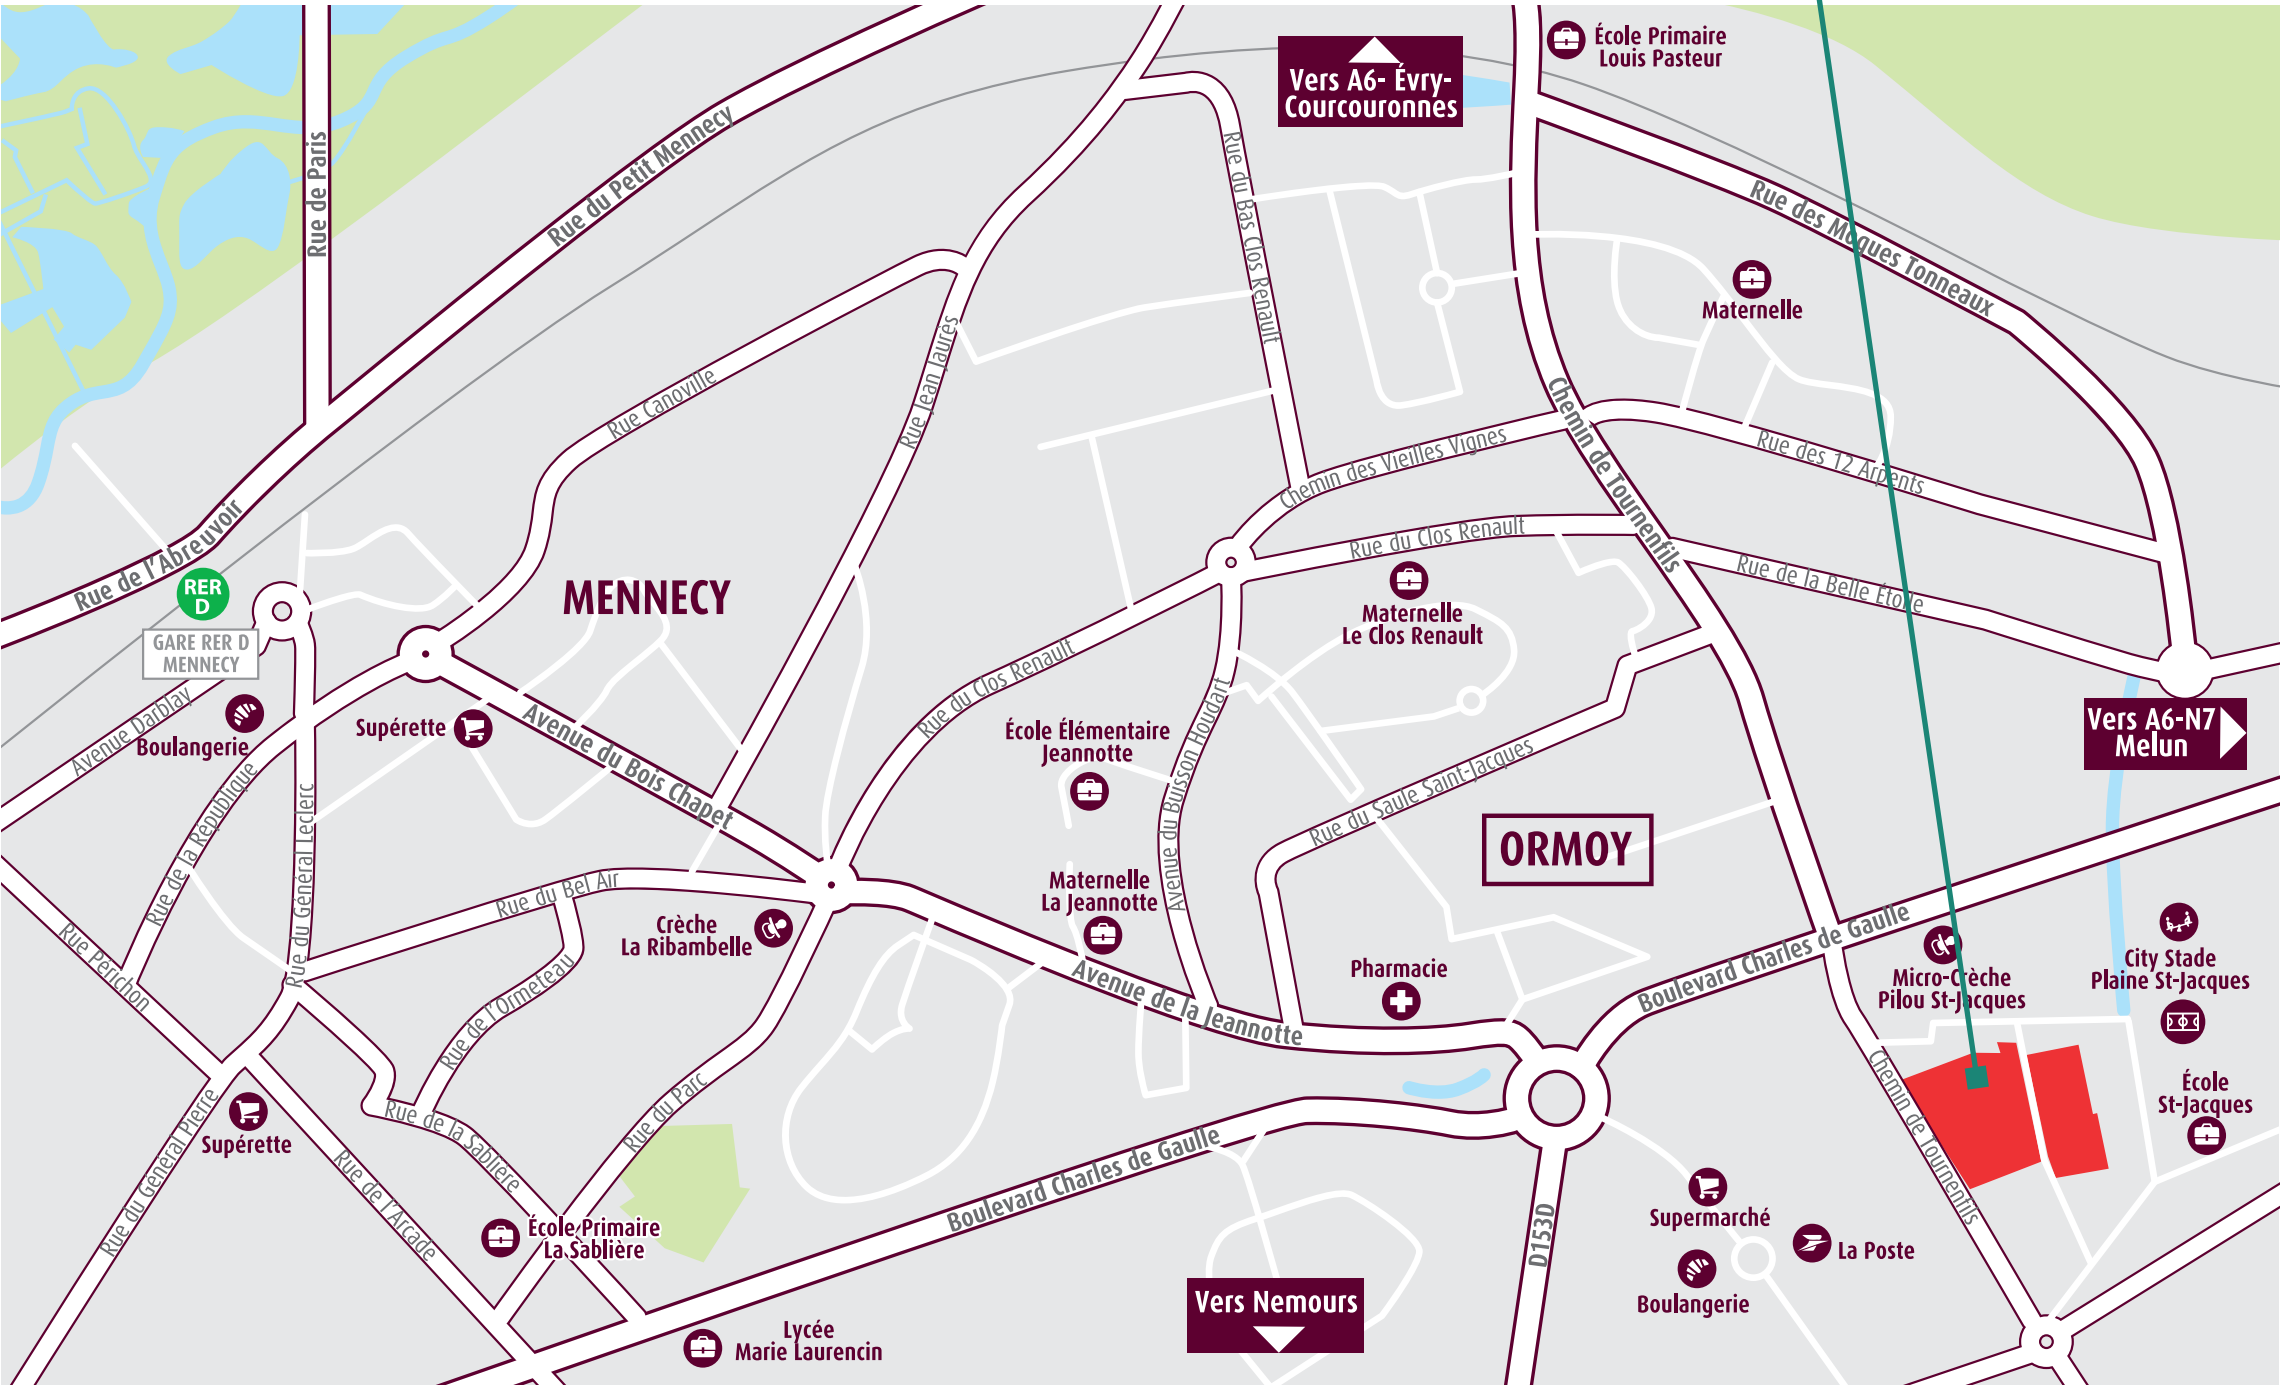 École Primaire
Louis Pasteur
Vers A6- Évry-
Courcouronnes
Rue de Paris
Rue du Petit Mennecy
Rue du Bas Clos Renault
Rue des Moques Tonneaux
Maternelle
Rue Canoville
Rue Jean Jaurès
Chemin de Tournenfils
Chemin des Vieilles Vignes
Rue des 12 Arpents
Rue de l'Abreuvoir
Rue du Clos Renault
Rue de la Belle Étoile
RER
D
GARE RER D
MENNECY
MENNECY
Maternelle
Le Clos Renault
Avenue Darblay
Boulangerie
Supérette
Avenue du Bois Chapet
Rue du Clos Renault
École Élémentaire
Jeannotte
Avenue du Buisson Houdart
Rue du Saule Saint-Jacques
Vers A6-N7
Melun
Rue de la République
Rue du Général Leclerc
ORMOY
Rue du Bel Air
Crèche
La Ribambelle
Maternelle
La Jeannotte
Pharmacie
Avenue de la Jeannotte
Boulevard Charles de Gaulle
Micro-Crèche
Pilou St-Jacques
City Stade
Plaine St-Jacques
Rue Périchon
Rue de l'Ormeteau
Rue du Parc
Chemin de Tournenfils
École
St-Jacques
Supérette
Rue du Général Pierre
Rue de l'Arcade
Rue de la Sablière
École Primaire
La Sablière
Boulevard Charles de Gaulle
D153D
Supermarché
La Poste
Boulangerie
Vers Nemours
Lycée
Marie Laurencin